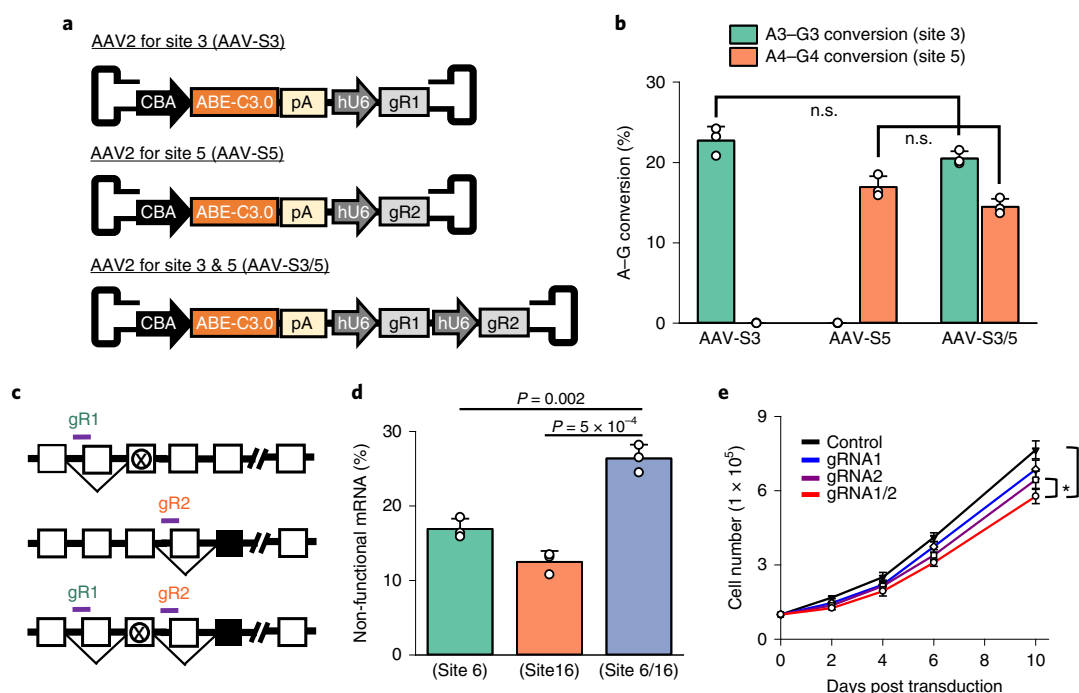 a
AAV2 for site 3 (AAV-S3)
CBA ABE-C3.0 pA hU6 gR1
AAV2 for site 5 (AAV-S5)
CBA ABE-C3.0 pA hU6 gR2
AAV2 for site 3 & 5 (AAV-S3/5)
CBA ABE-C3.0 pA hU6 gR1 hU6 gR2
b
A3–G3 conversion (site 3)
A4–G4 conversion (site 5)
A–G conversion (%)
30
20
10
0
n.s.
n.s.
AAV-S3 AAV-S5 AAV-S3/5
c
gR1
gR2
gR1 gR2
d
P = 0.002
P = 5 × 10⁻⁴
Non-functional mRNA (%)
30
20
10
0
(Site 6) (Site16) (Site 6/16)
e
Cell number (1 × 10⁵)
9
6
3
0
Control
gRNA1
gRNA2
gRNA1/2
*
0 2 4 6 8 10
Days post transduction